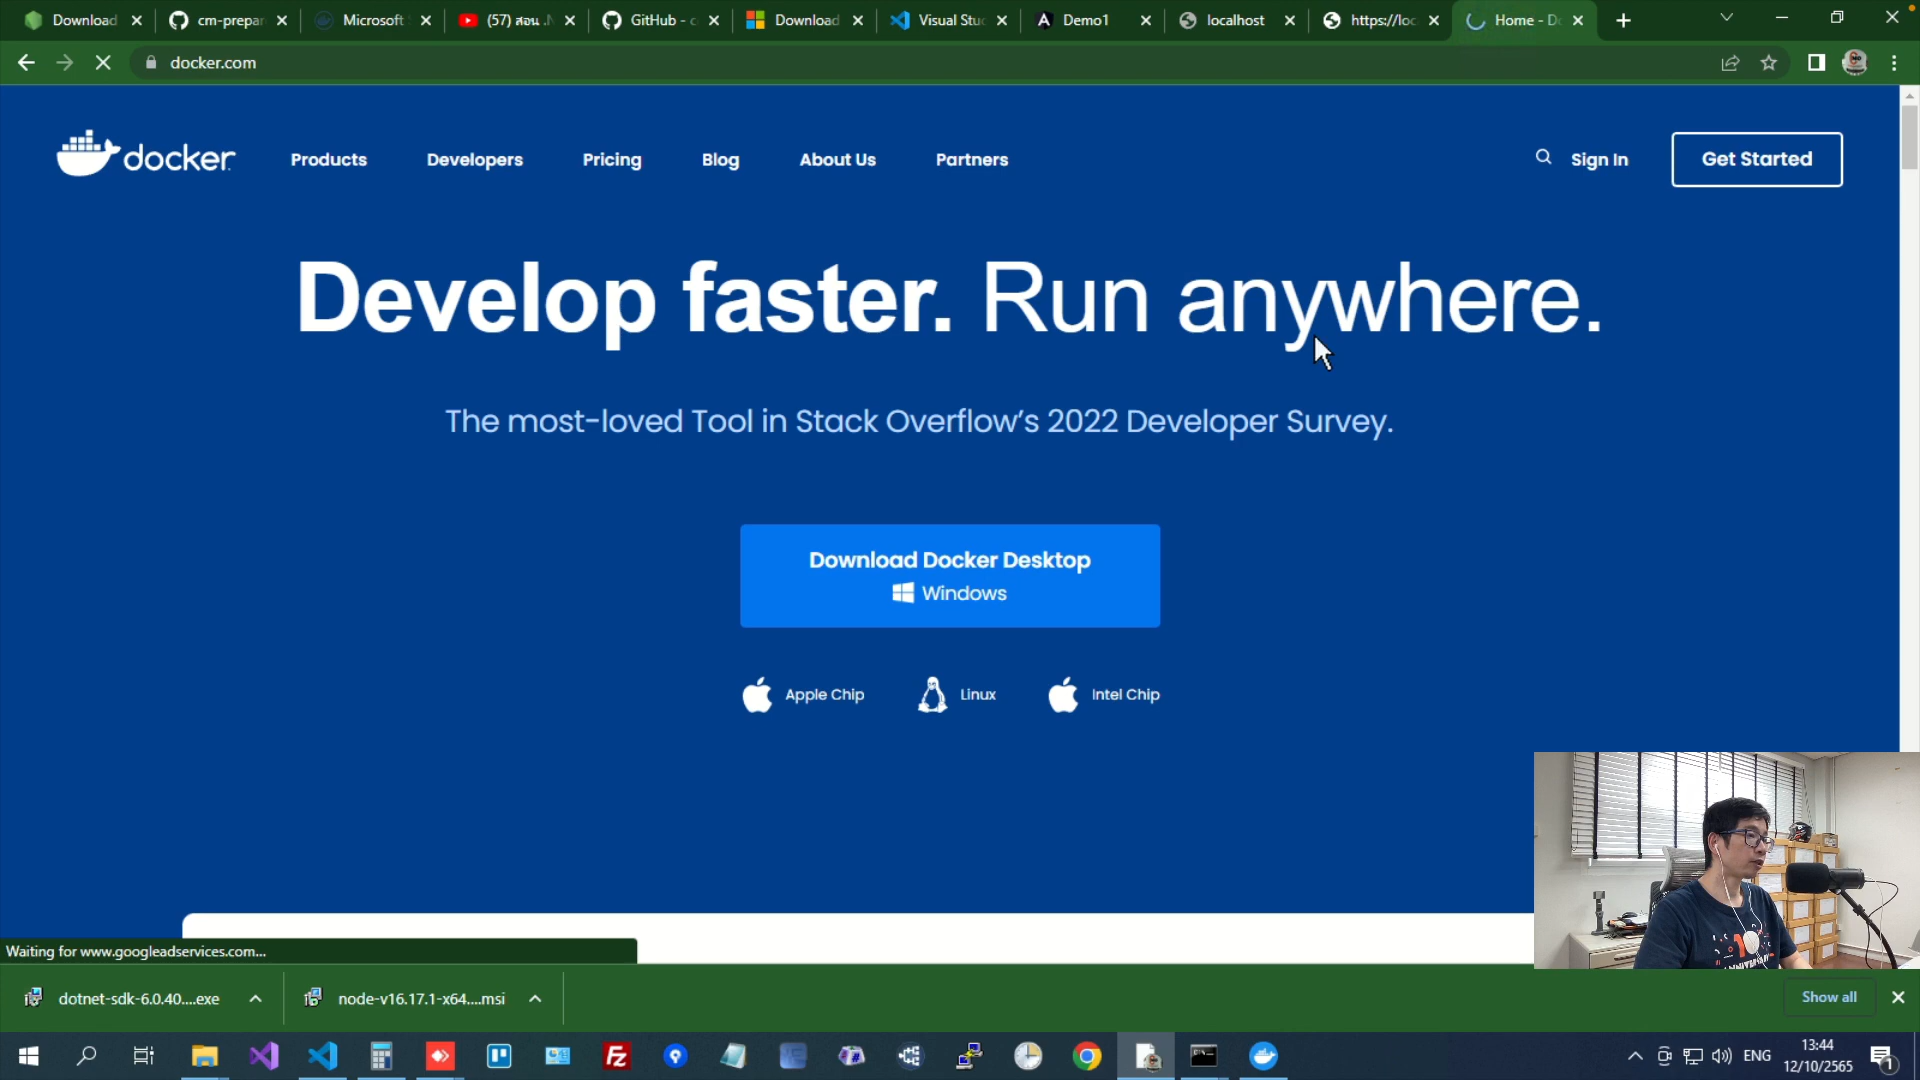 Download
cm-prepar
Microsoft
(57) สอน .N
GitHub - c
Download
Visual Stud
Demo1
localhost
https://loc
Home - Do
docker.com
docker
Products
Developers
Pricing
Blog
About Us
Partners
Sign In
Get Started
Develop faster. Run anywhere.
The most-loved Tool in Stack Overflow’s 2022 Developer Survey.
Download Docker Desktop
Windows
Apple Chip
Linux
Intel Chip
Waiting for www.googleadservices.com...
dotnet-sdk-6.0.40....exe
node-v16.17.1-x64....msi
Show all
ENG
13:44
12/10/2565
1